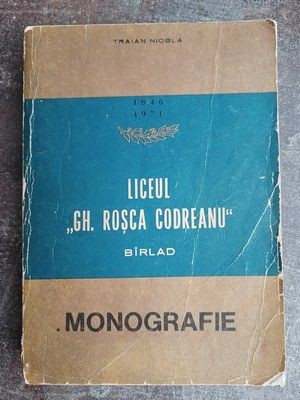 TRAIAN NICOLA
1846
1971
LICEUL
„GH. ROȘCA CODREANU“
BÎRLAD
MONOGRAFIE